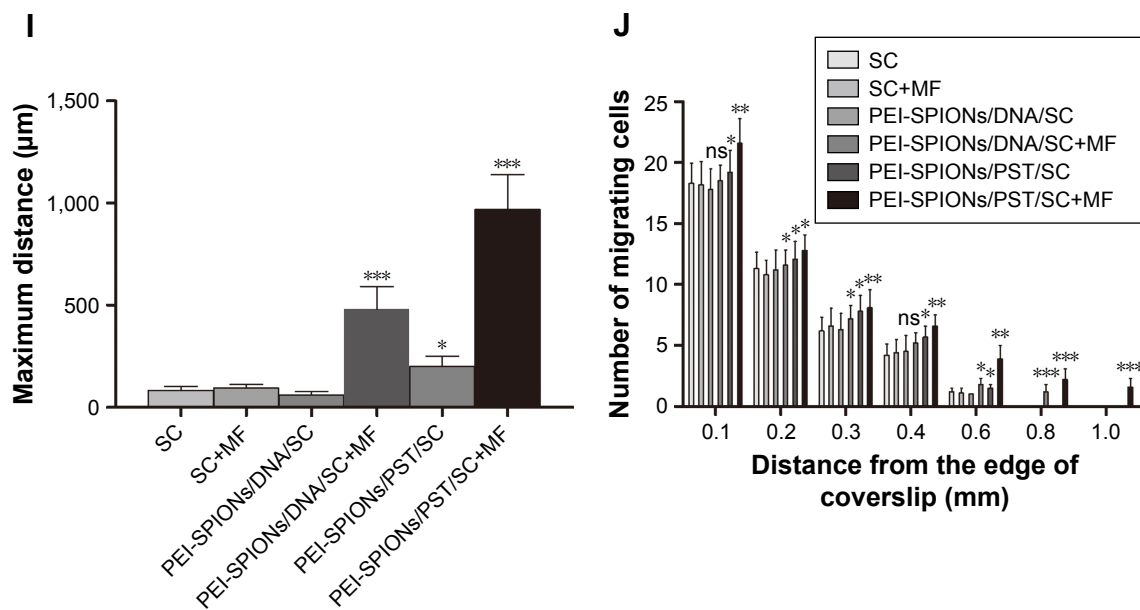 I
Maximum distance (µm)
1,500
1,000
500
0
***
*
***
SC
SC+MF
PEI-SPIONs/DNA/SC
PEI-SPIONs/DNA/SC+MF
PEI-SPIONs/PST/SC
PEI-SPIONs/PST/SC+MF
J
SC
SC+MF
PEI-SPIONs/DNA/SC
PEI-SPIONs/DNA/SC+MF
PEI-SPIONs/PST/SC
PEI-SPIONs/PST/SC+MF
Number of migrating cells
25
20
15
10
5
0
ns * **
* * *
* * **
ns * **
* * **
*** ***
***
0.1 0.2 0.3 0.4 0.6 0.8 1.0
Distance from the edge of
coverslip (mm)